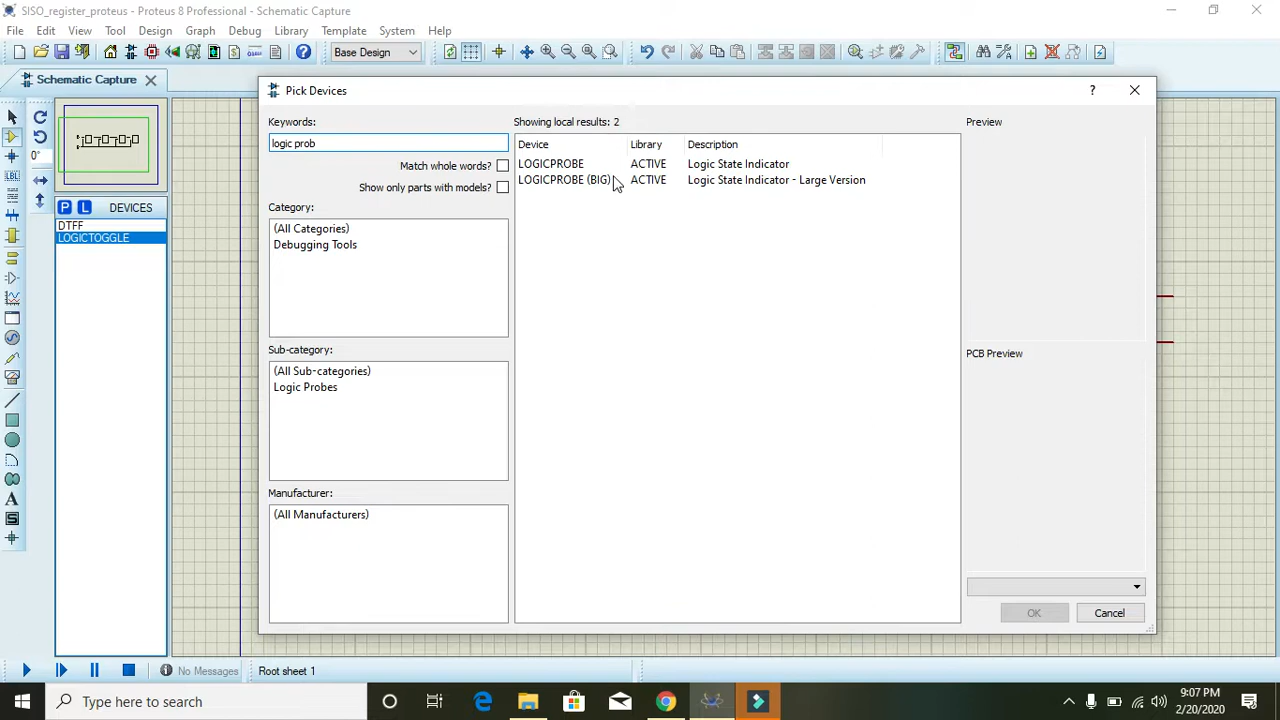 SISO_register_proteus - Proteus 8 Professional - Schematic Capture
File Edit View Tool Design Graph Debug Library Template System Help
Base Design
Schematic Capture
Pick Devices
?
Keywords:
logic prob
Match whole words?
Show only parts with models?
Category:
(All Categories)
Debugging Tools
Sub-category:
(All Sub-categories)
Logic Probes
Manufacturer:
(All Manufacturers)
Showing local results: 2
Device Library Description
LOGICPROBE ACTIVE Logic State Indicator
LOGICPROBE (BIG) ACTIVE Logic State Indicator - Large Version
Preview
PCB Preview
OK Cancel
0°
LBL
A
S
P L DEVICES
DTFF
LOGICTOGGLE
No Messages Root sheet 1
Type here to search
9:07 PM
2/20/2020